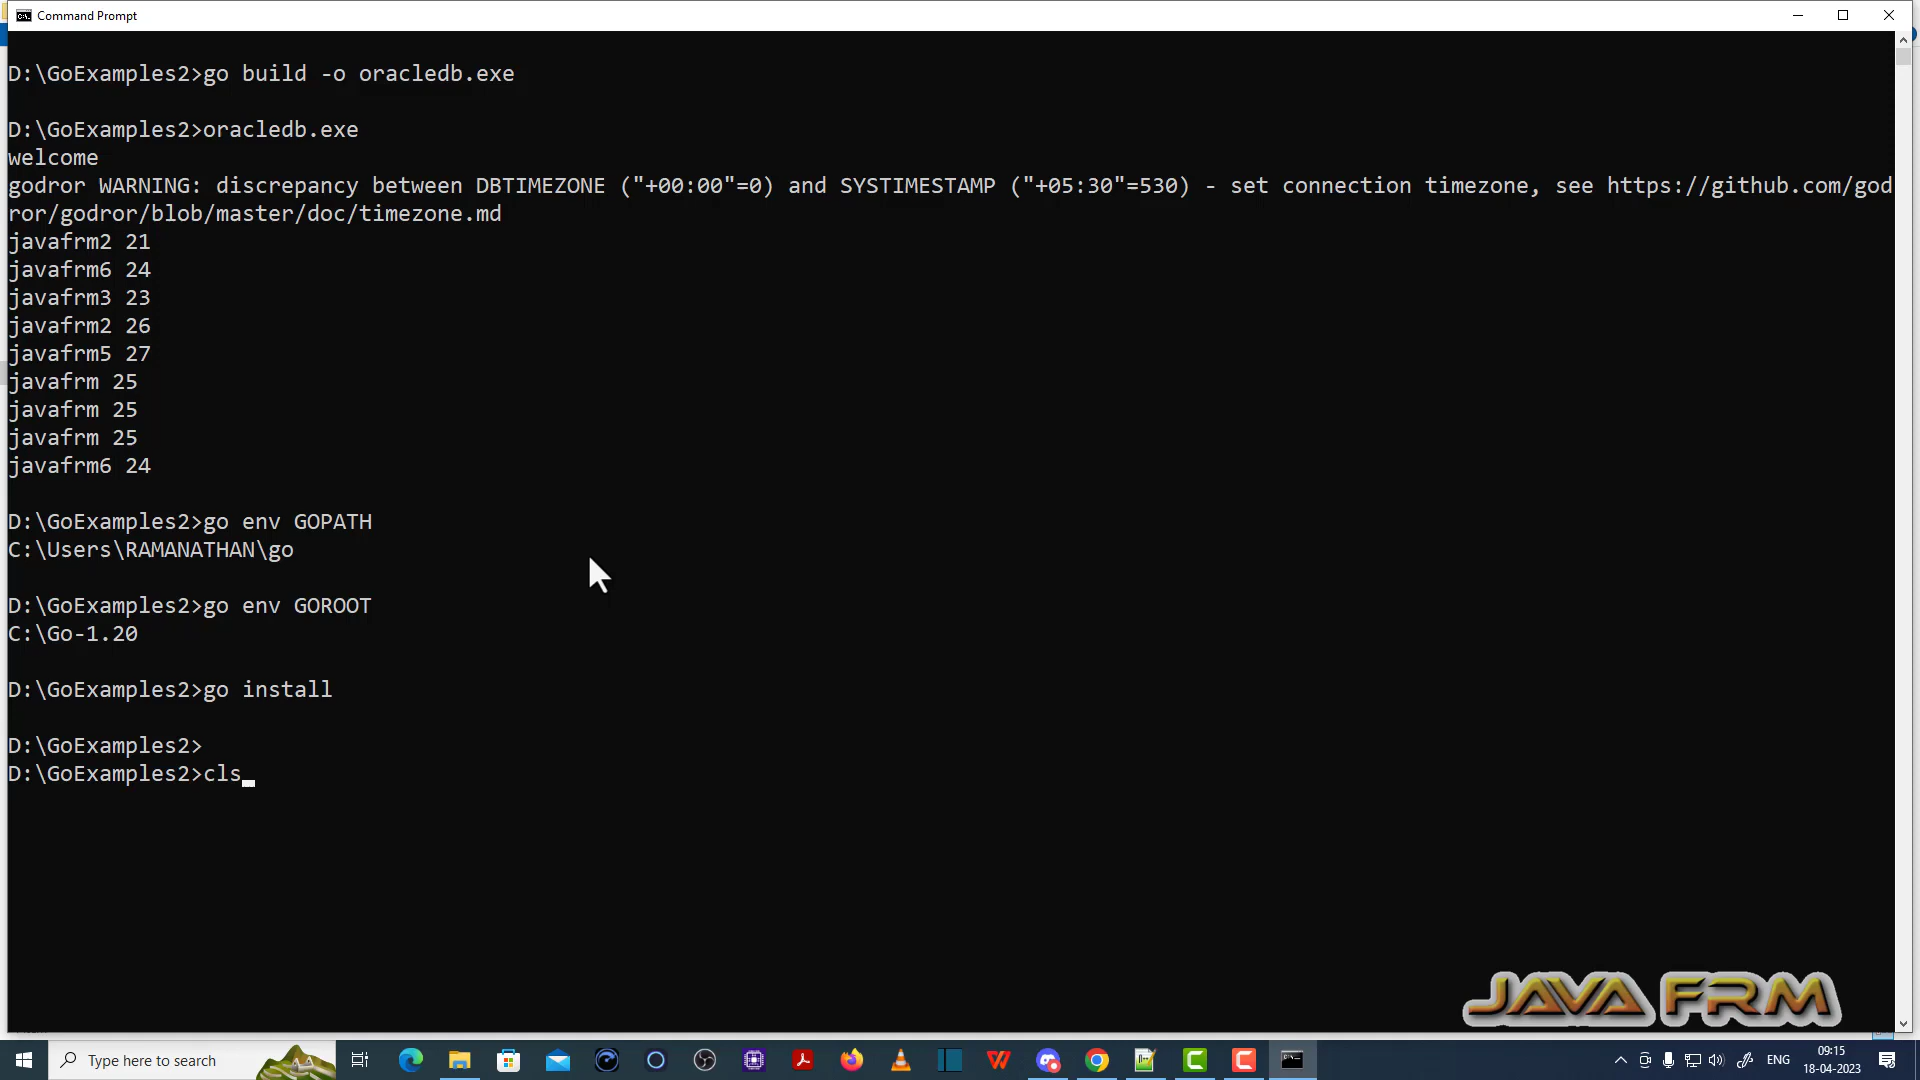 Command Prompt
D:\GoExamples2>go build -o oracledb.exe
D:\GoExamples2>oracledb.exe
welcome
godror WARNING: discrepancy between DBTIMEZONE ("+00:00"=0) and SYSTIMESTAMP ("+05:30"=530) - set connection timezone, see https://github.com/god
ror/godror/blob/master/doc/timezone.md
javafrm2 21
javafrm6 24
javafrm3 23
javafrm2 26
javafrm5 27
javafrm 25
javafrm 25
javafrm 25
javafrm6 24
D:\GoExamples2>go env GOPATH
C:\Users\RAMANATHAN\go
D:\GoExamples2>go env GOROOT
C:\Go-1.20
D:\GoExamples2>go install
D:\GoExamples2>
D:\GoExamples2>cls
JAVA FRM
Type here to search
ENG
09:15
18-04-2023